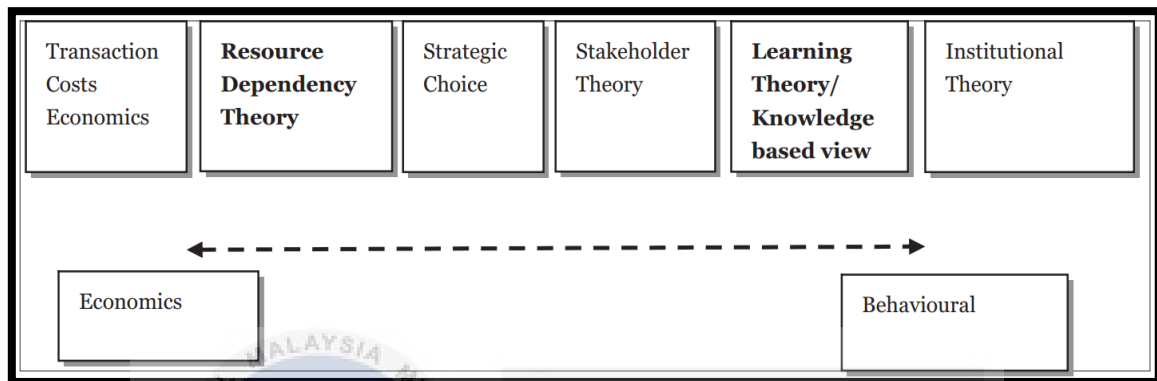 Transaction
Costs
Economics
Resource
Dependency
Theory
Strategic
Choice
Stakeholder
Theory
Learning
Theory/
Knowledge
based view
Institutional
Theory
Economics
Behavioural
MALAYSIA